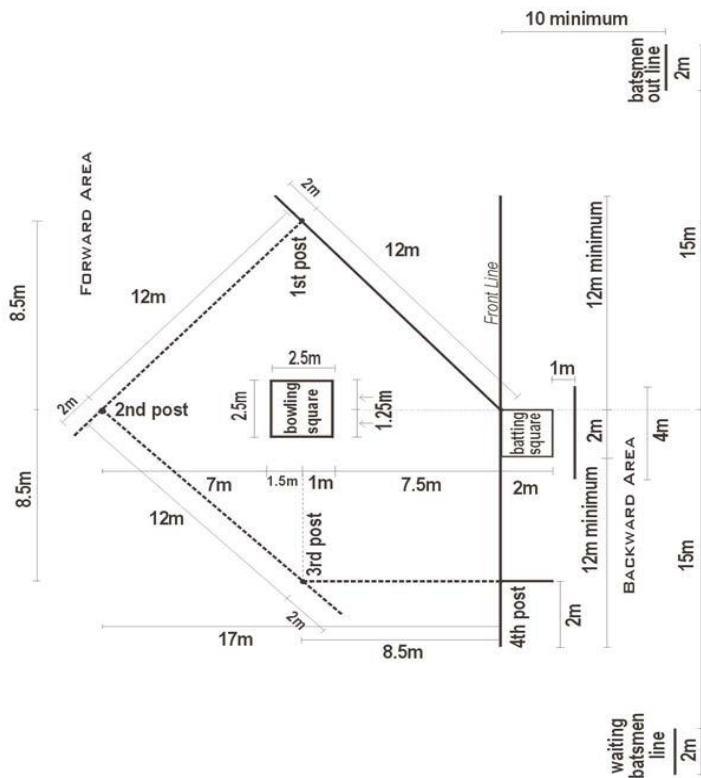 10 minimum
batsmen
out line
2m
FORWARD AREA
2m
8.5m
12m
1st post
12m
Front Line
12m minimum
15m
2.5m
1m
2m
2nd post
2.5m
bowling
square
1.25m
batting
square
2m
4m
7m
1.5m
1m
7.5m
2m
8.5m
12m
3rd post
12m minimum
BACKWARD AREA
15m
2m
4th post
2m
17m
8.5m
waiting
batsmen
line
2m